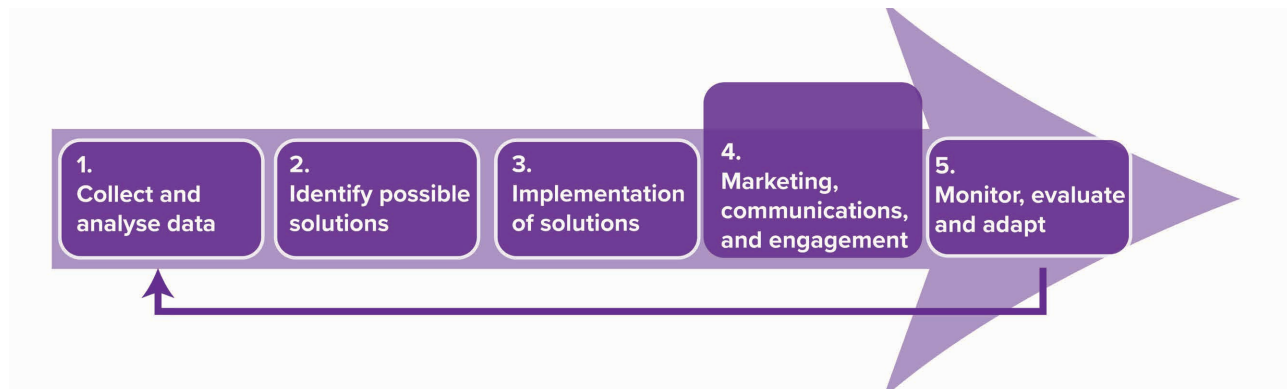 1.
Collect and
analyse data
2.
Identify possible
solutions
3.
Implementation
of solutions
4.
Marketing,
communications,
and engagement
5.
Monitor, evaluate
and adapt